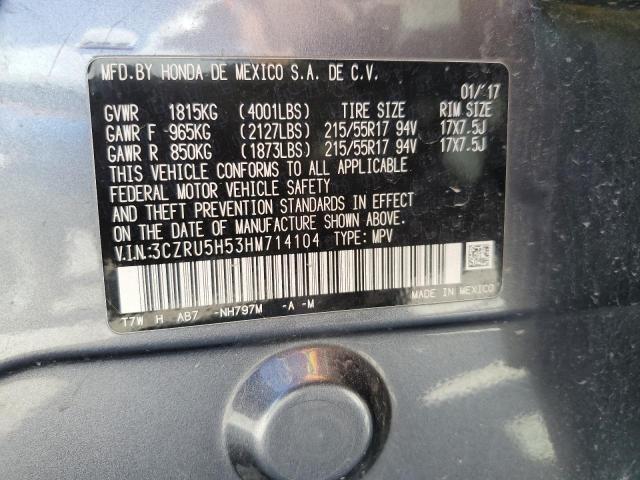 MFD.BY HONDA DE MEXICO S.A. DE C.V.
01/'17
GVWR 1815KG (4001LBS) TIRE SIZE RIM SIZE
GAWR F 965KG (2127LBS) 215/55R17 94V 17X7.5J
GAWR R 850KG (1873LBS) 215/55R17 94V 17X7.5J
THIS VEHICLE CONFORMS TO ALL APPLICABLE
FEDERAL MOTOR VEHICLE SAFETY
AND THEFT PREVENTION STANDARDS IN EFFECT
ON THE DATE OF MANUFACTURE SHOWN ABOVE.
V.I.N.:3CZRU5H53HM714104 TYPE: MPV
MADE IN MEXICO
T7W H AB7 -NH797M -A -M